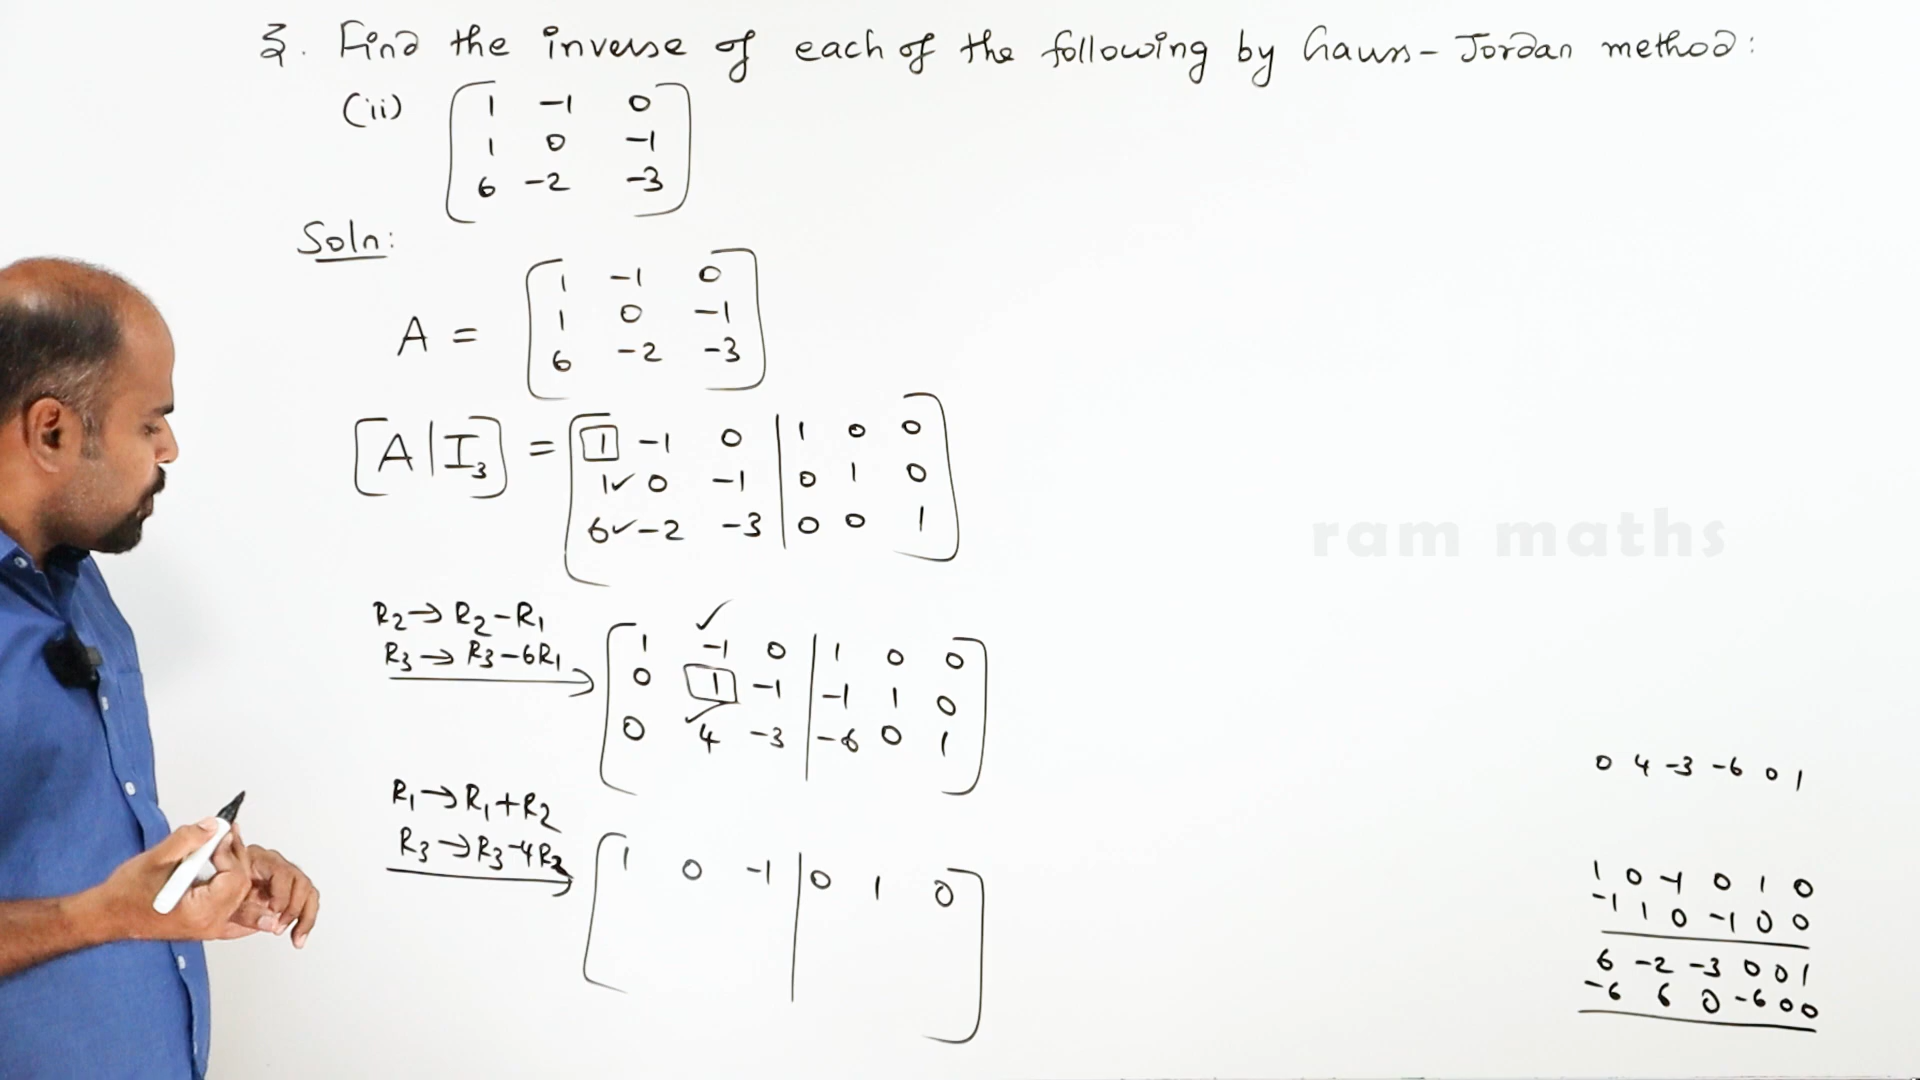 3. Find the inverse of each of the following by Gauss-Jordan method:
(ii) [ 1 -1 0
1 0 -1
6 -2 -3 ]
Soln:
A = [ 1 -1 0
1 0 -1
6 -2 -3 ]
[A|I₃] = [ 1 -1 0 | 1 0 0
1✓ 0 -1 | 0 1 0
6✓ -2 -3 | 0 0 1 ]
ram maths
R₂→R₂-R₁
R₃→R₃-6R₁
✓
[ 1 -1 0 | 1 0 0
0 1 -1 | -1 1 0
0 ✓4 -3 | -6 0 1 ]
R₁→R₁+R₂
R₃→R₃-4R₂
[ 1 0 -1 | 0 1 0 ]
0 4 -3 -6 0 1
1 0 -1 0 1 0
-1 1 0 -1 0 0
6 -2 -3 0 0 1
-6 6 0 -6 0 0